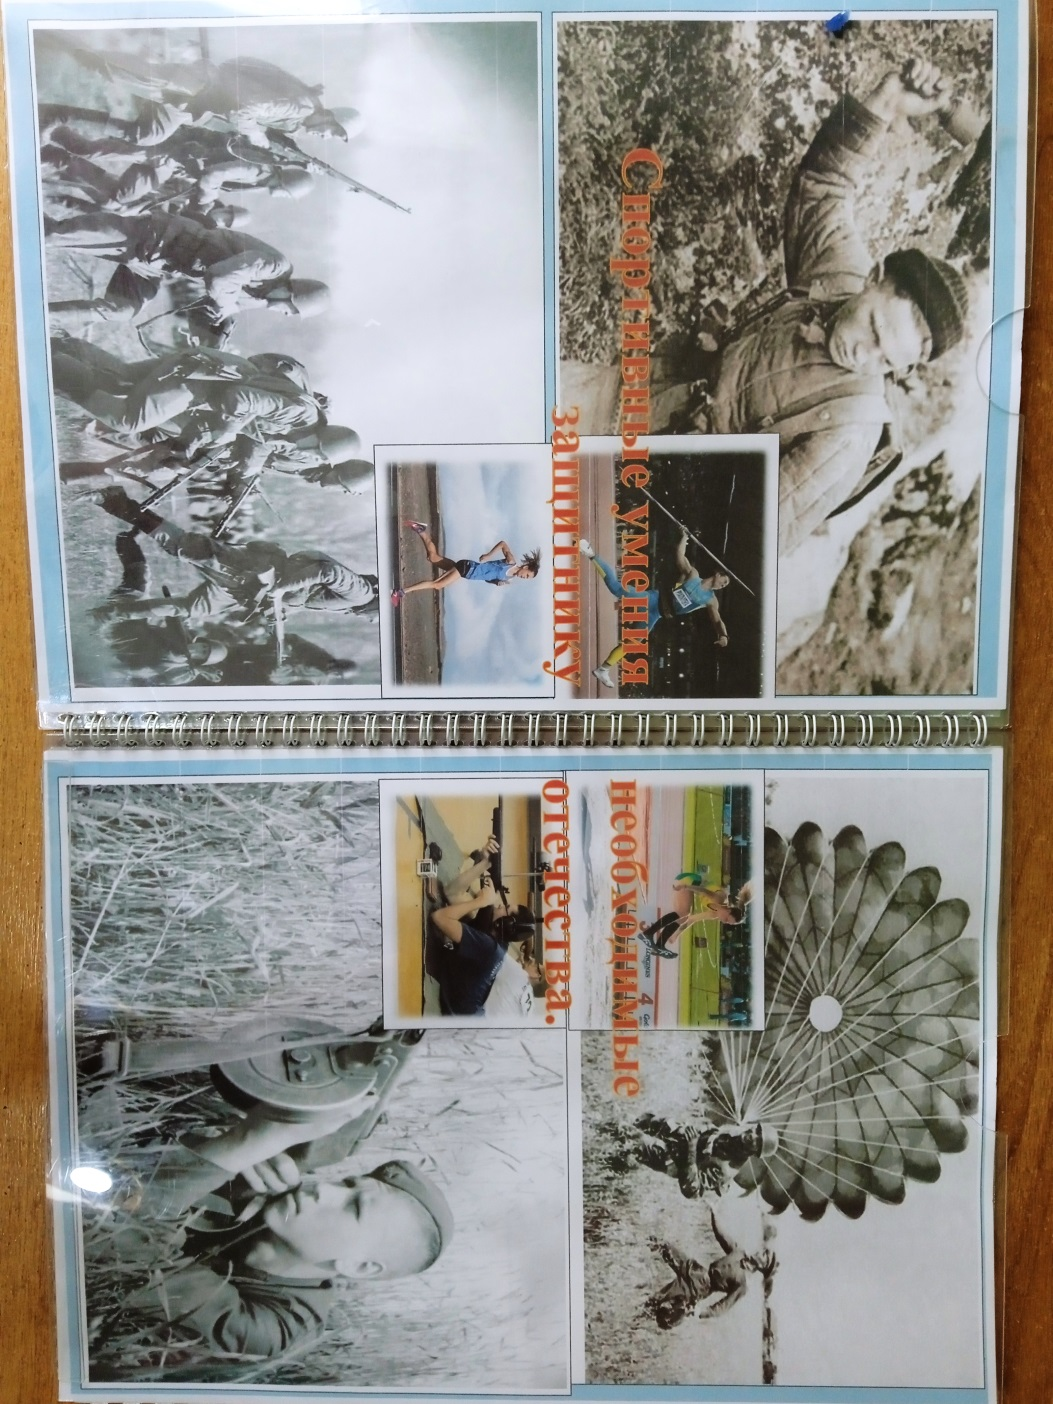 Спортивные умения необходимые
защитнику отечества.